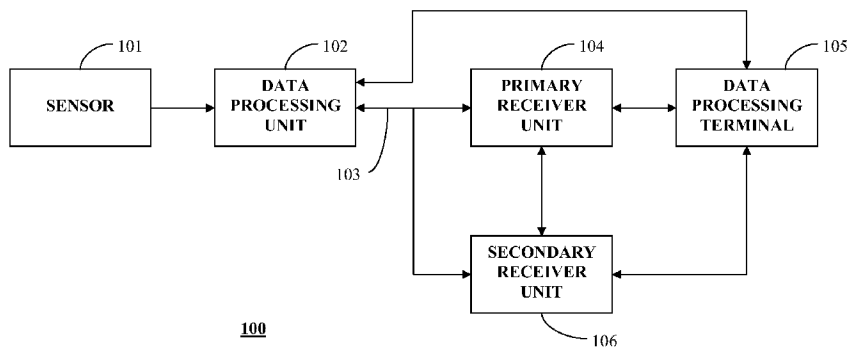 101
102
104
105
SENSOR
DATA
PROCESSING
UNIT
PRIMARY
RECEIVER
UNIT
DATA
PROCESSING
TERMINAL
103
SECONDARY
RECEIVER
UNIT
100
106